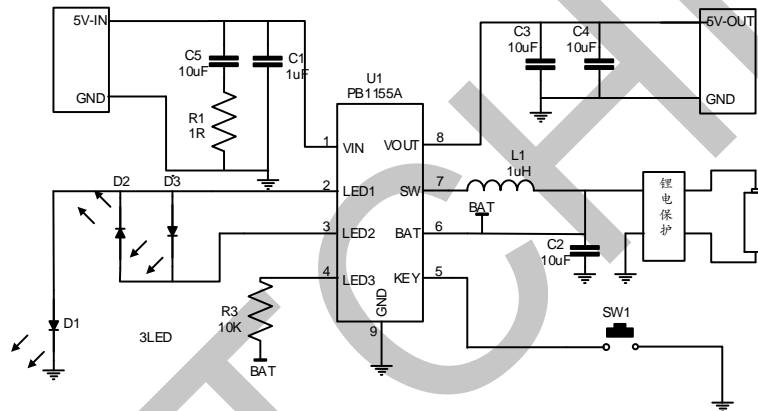 5V-IN
GND
C5
10uF
C1
1uF
R1
1R
U1
PB1155A
C3
10uF
C4
10uF
5V-OUT
GND
1
VIN
VOUT
8
2
LED1
SW
7
L1
1uH
3
LED2
BAT
6
BAT
4
LED3
KEY
5
GND
9
D2
D3
D1
3LED
R3
10K
BAT
C2
10uF
锂电保护
SW1